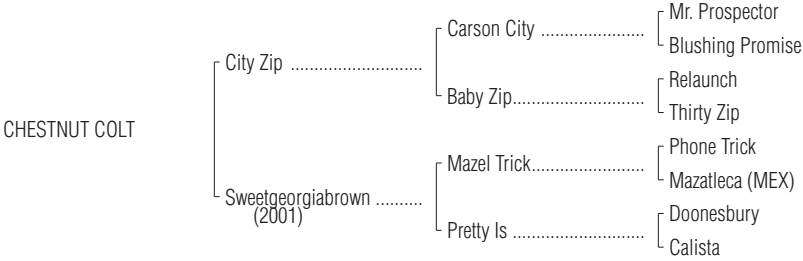 Mr. Prospector
Carson City ......................
Blushing Promise
City Zip ...........................
Relaunch
Baby Zip...........................
Thirty Zip
CHESTNUT COLT
Phone Trick
Mazel Trick.......................
Mazatleca (MEX)
Sweetgeorgiabrown ..........
(2001)
Doonesbury
Pretty Is ...........................
Calista